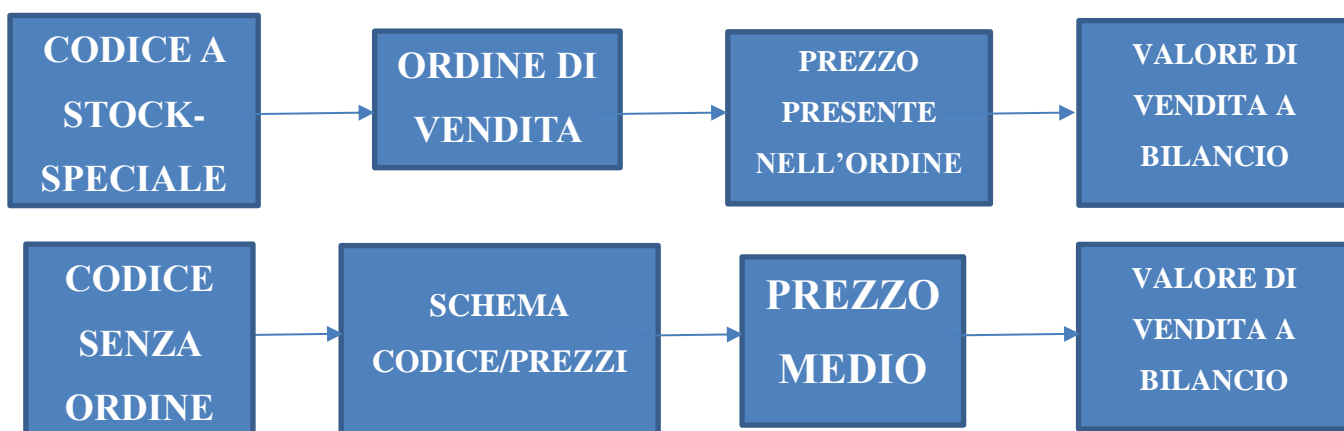 CODICE A
STOCK-
SPECIALE
ORDINE DI
VENDITA
PREZZO
PRESENTE
NELL’ORDINE
VALORE DI
VENDITA A
BILANCIO
CODICE
SENZA
ORDINE
SCHEMA
CODICE/PREZZI
PREZZO
MEDIO
VALORE DI
VENDITA A
BILANCIO